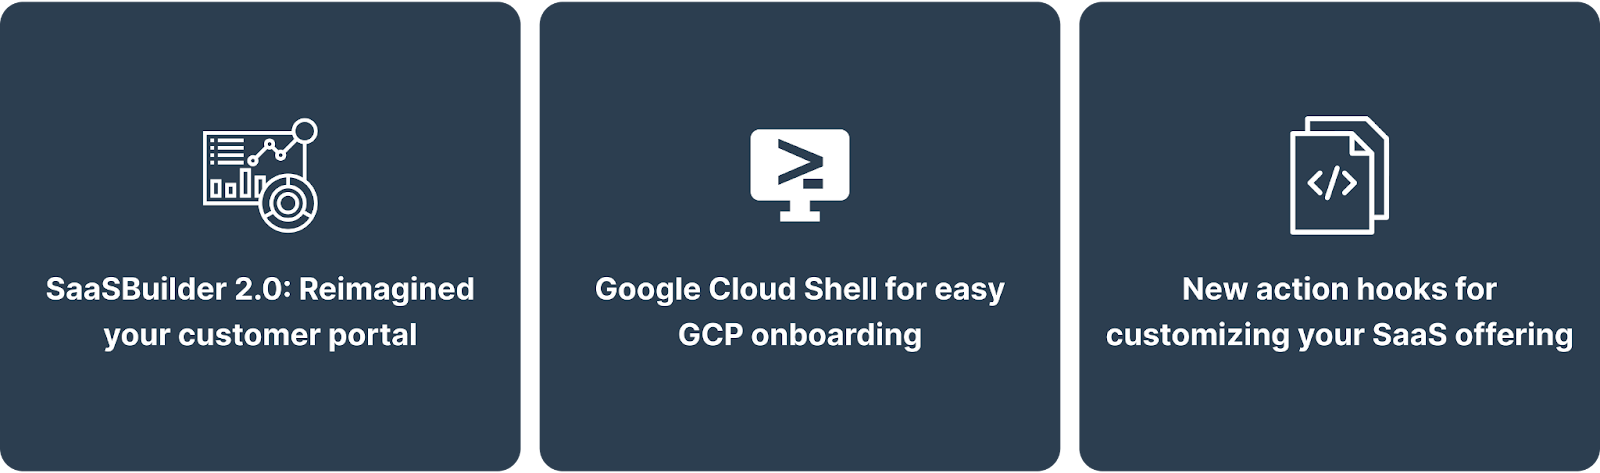 SaaSBuilder 2.0: Reimagined
your customer portal
Google Cloud Shell for easy
GCP onboarding
</>
New action hooks for
customizing your SaaS offering